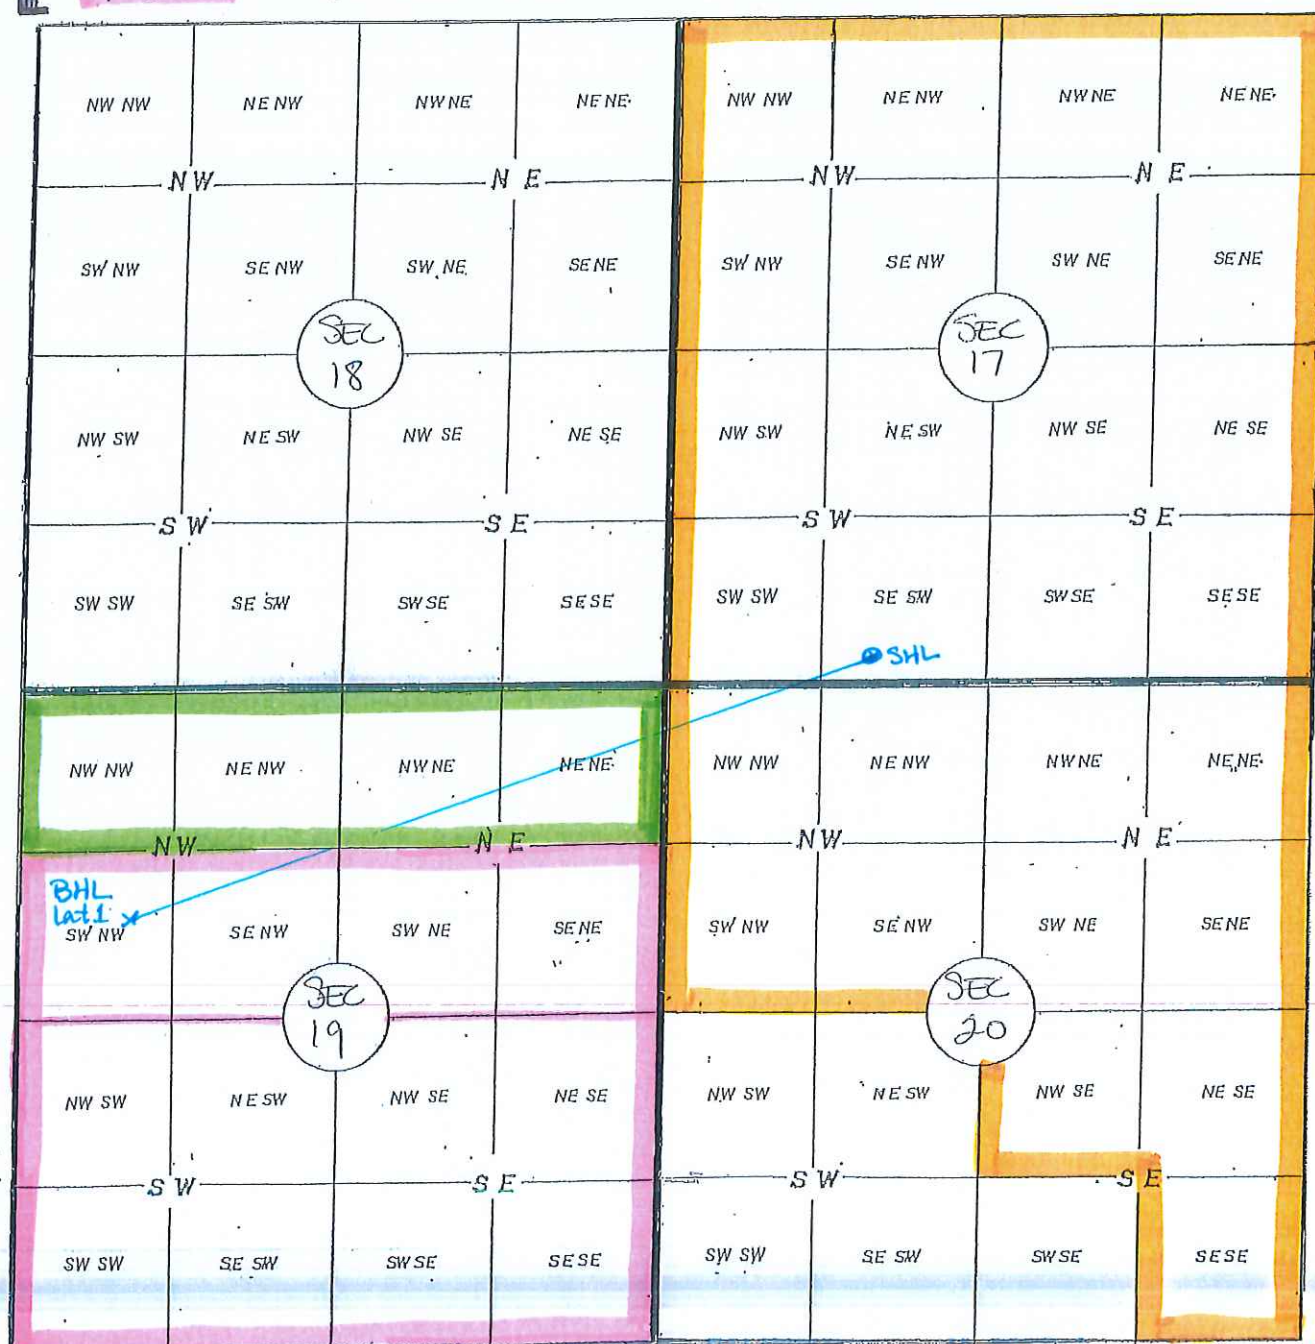 NW NW NE NW NW NE NE NE NW NW NE NW NW NE NE NE
NW N E NW N E
SW NW SE NW SW NE SE NE SW NW SE NW SW NE SE NE
SEC SEC
18 17
NW SW NE SW NW SE NE SE NW SW NE SW NW SE NE SE
S W S E S W S E
SW SW SE SW SW SE SE SE SW SW SE SW SW SE SE SE
SHL
NW NW NE NW NW NE NE NE NW NW NE NW NW NE NE NE
NW N E NW N E
BHL
Lat 1
SW NW SE NW SW NE SE NE SW NW SE NW SW NE SE NE
SEC SEC
19 20
NW SW NE SW NW SE NE SE NW SW NE SW NW SE NE SE
S W S E S W S E
SW SW SE SW SW SE SE SE SW SW SE SW SW SE SE SE